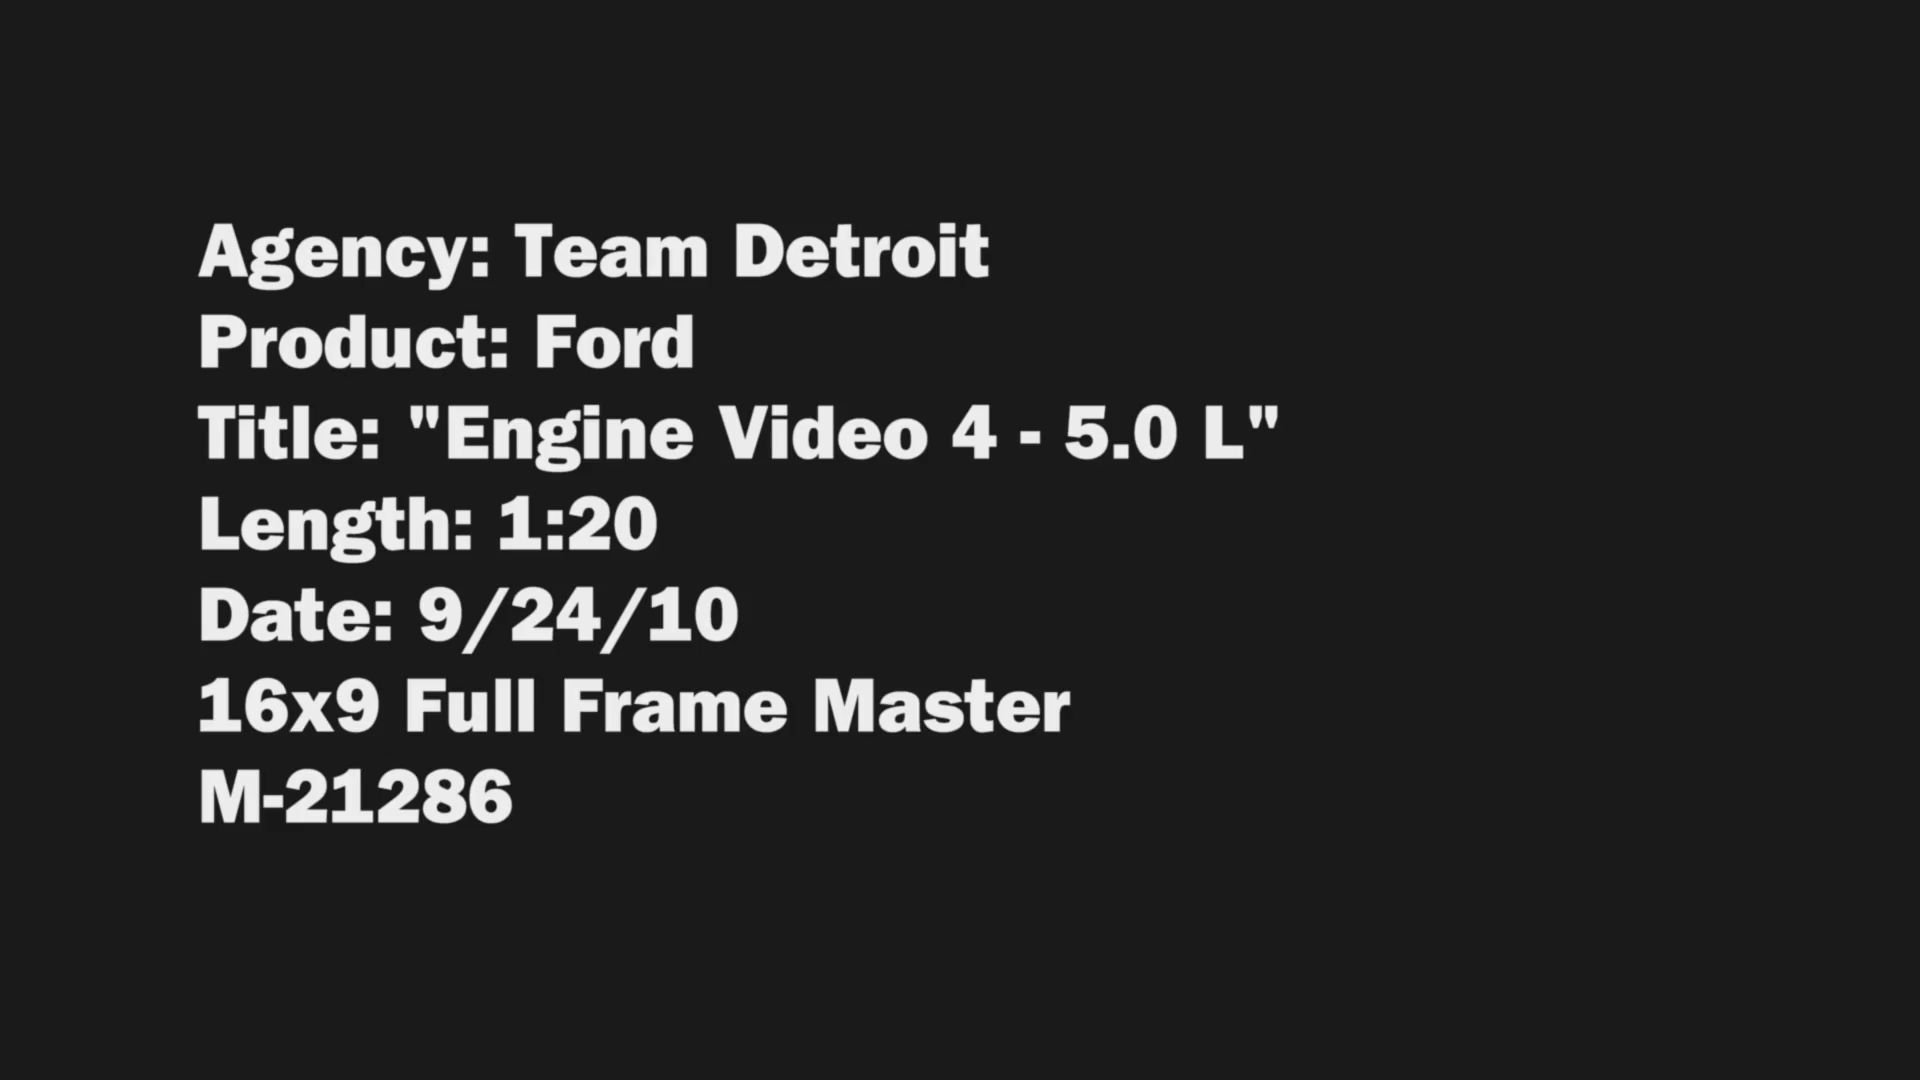 Agency: Team Detroit
Product: Ford
Title: "Engine Video 4 - 5.0 L"
Length: 1:20
Date: 9/24/10
16x9 Full Frame Master
M-21286